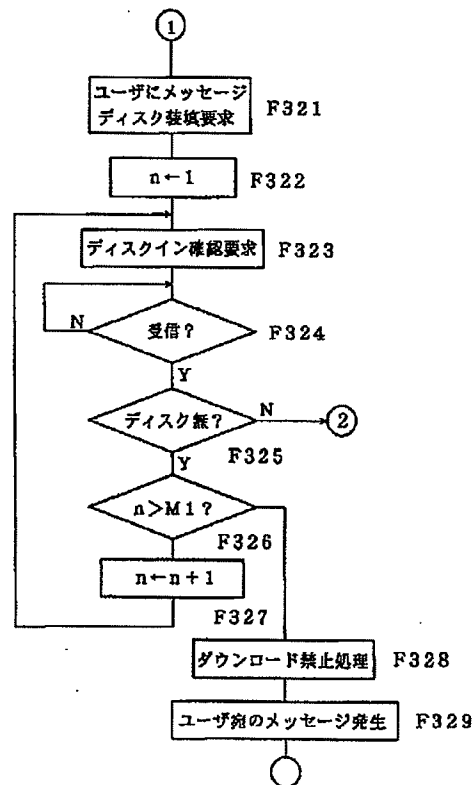 1
ユーザにメッセージ
ディスク装填要求
F321
n←1
F322
ディスクイン確認要求
F323
N
受信？
F324
Y
ディスク無？
N
2
F325
Y
n＞M1？
F326
n←n+1
F327
ダウンロード禁止処理
F328
ユーザ宛のメッセージ発生
F329